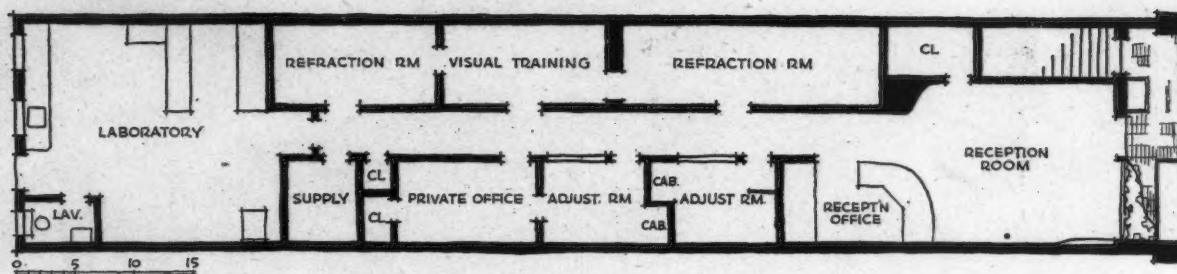 REFRACTION RM
VISUAL TRAINING
REFRACTION RM
CL
LABORATORY
RECEPTION
ROOM
SUPPLY
CL
CL
PRIVATE OFFICE
ADJUST. RM
CAB.
CAB.
ADJUST RM
RECEPT'N
OFFICE
LAV.
0 5 10 15